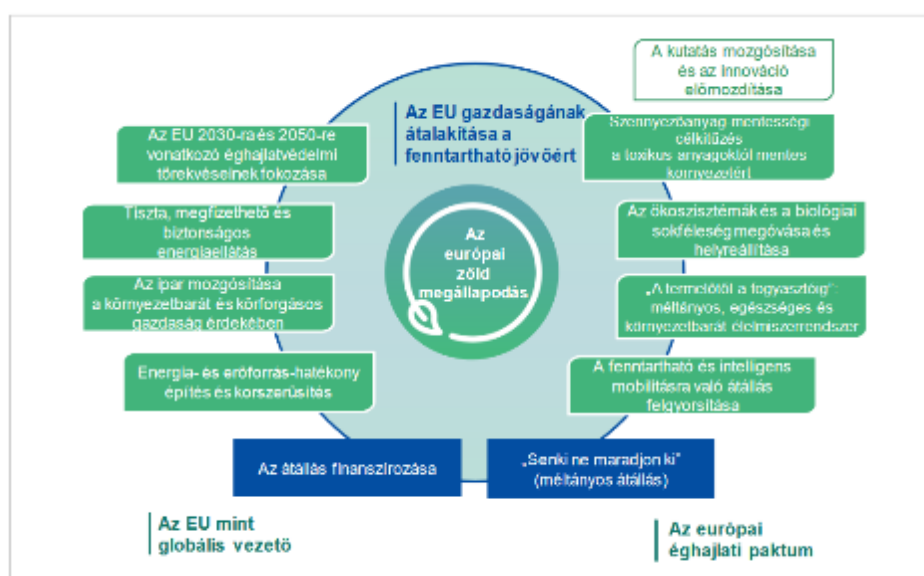 A kutatás mozgósítása
és az innováció
előmozdítása
Az EU gazdaságának
átalakítása a
fenntartható jövőért
Az EU 2030-ra és 2050-re
vonatkozó éghajlatvédelmi
törekvéseinek fokozása
Szennyezőanyag mentességi
célkitűzés
a toxikus anyagoktól mentes
környezetért
Tiszta, megfizethető és
biztonságos
energiaellátás
Az ökoszisztémák és a biológiai
sokféleség megóvása és
helyreállítása
Az
európai
zöld
megállapodás
Az ipar mozgósítása
a környezetbarát és körforgásos
gazdaság érdekében
„A termelőtől a fogyasztóig”:
méltányos, egészséges és
környezetbarát élelmiszerrendszer
Energia- és erőforrás-hatékony
építés és korszerűsítés
A fenntartható és intelligens
mobilitásra való átállás
felgyorsítása
Az átállás finanszírozása
„Senki ne maradjon ki”
(méltányos átállás)
Az EU mint
globális vezető
Az európai
éghajlati paktum